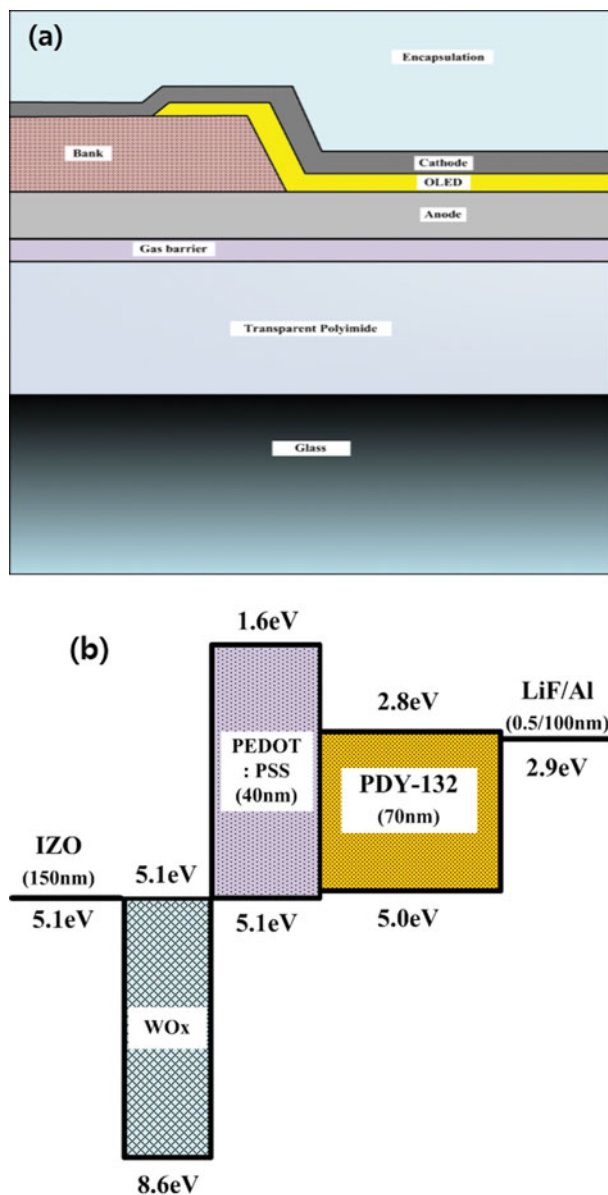 (a)
Encapsulation
Bank
Cathode
OLED
Anode
Gas barrier
Transparent Polyimide
Glass
(b)
1.6eV
LiF/Al
(0.5/100nm)
2.8eV
2.9eV
PEDOT
: PSS
(40nm)
PDY-132
(70nm)
IZO
(150nm)
5.1eV
5.1eV
5.1eV
5.0eV
WOx
8.6eV